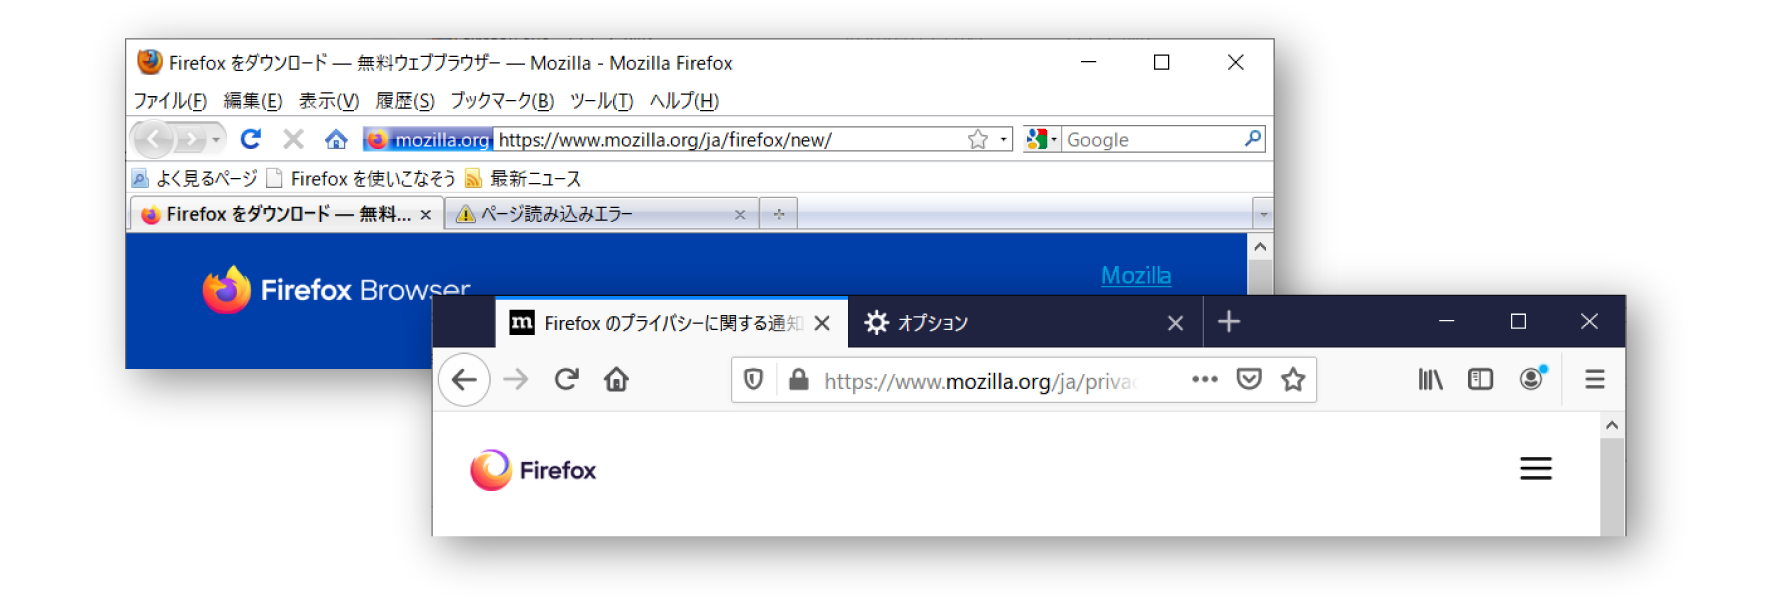 Firefox をダウンロード — 無料ウェブブラウザー — Mozilla - Mozilla Firefox
ファイル(F) 編集(E) 表示(V) 履歴(S) ブックマーク(B) ツール(T) ヘルプ(H)
mozilla.org https://www.mozilla.org/ja/firefox/new/ Google
よく見るページ Firefox を使いこなそう 最新ニュース
Firefox をダウンロード — 無料... ページ読み込みエラー
Firefox Browser Mozilla
m Firefox のプライバシーに関する通知 オプション
https://www.mozilla.org/ja/priva
Firefox